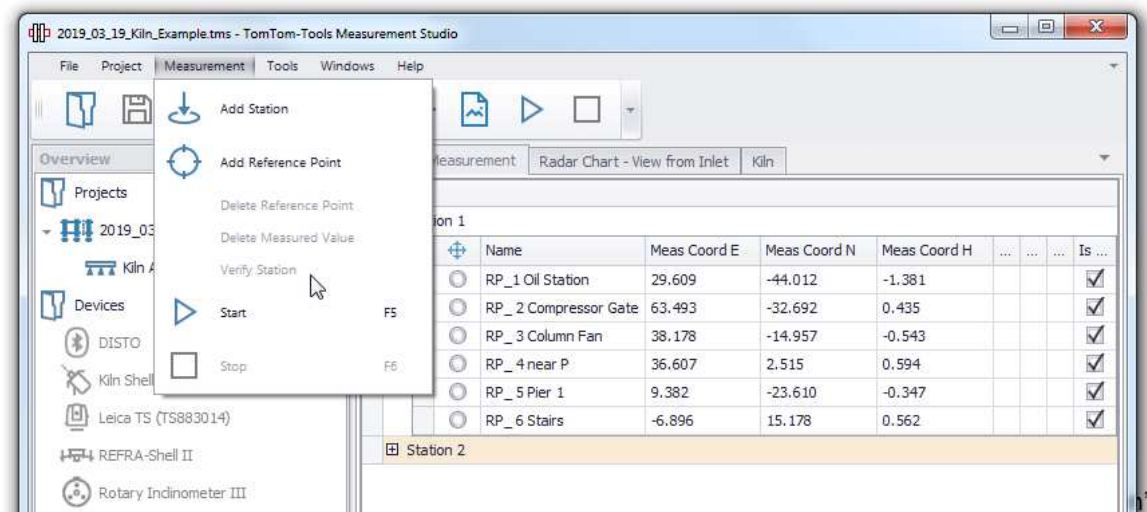 2019_03_19_Kiln_Example.tms - TomTom-Tools Measurement Studio
File Project Measurement Tools Windows Help
Add Station
Add Reference Point
Delete Reference Point
Delete Measured Value
Verify Station
Start F5
Stop F6
Overview
Projects
2019_03
Kiln A
Devices
DISTO
Kiln Shell
Leica TS (TS883014)
REFRA-Shell II
Rotary Inclinometer III
Measurement Radar Chart - View from Inlet Kiln
ion 1
Name Meas Coord E Meas Coord N Meas Coord H ... ... ... Is ...
RP_1 Oil Station 29.609 -44.012 -1.381
RP_ 2 Compressor Gate 63.493 -32.692 0.435
RP_ 3 Column Fan 38.178 -14.957 -0.543
RP_ 4 near P 36.607 2.515 0.594
RP_ 5 Pier 1 9.382 -23.610 -0.347
RP_ 6 Stairs -6.896 15.178 0.562
Station 2